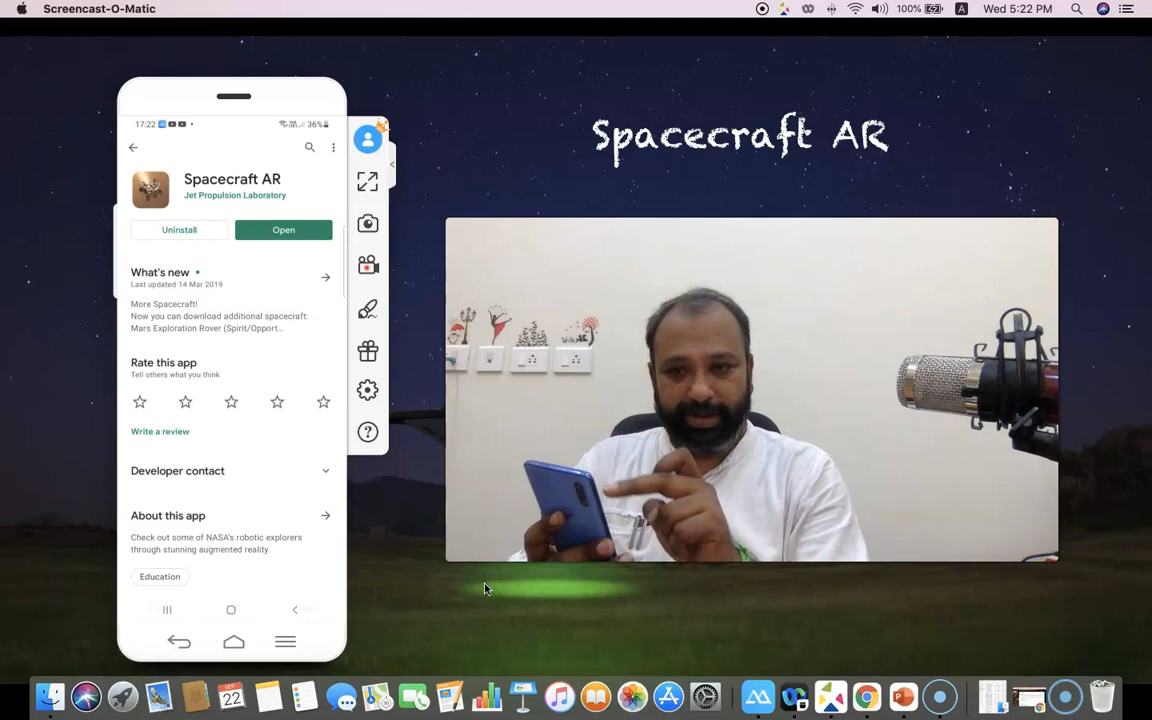 Screencast-O-Matic
100%
A
Wed 5:22 PM
Spacecraft AR
17:22
36%
Spacecraft AR
Jet Propulsion Laboratory
Uninstall
Open
What's new
Last updated 14 Mar 2019
More Spacecraft!
Now you can download additional spacecraft:
Mars Exploration Rover (Spirit/Opport...
Rate this app
Tell others what you think
Write a review
Developer contact
About this app
Check out some of NASA's robotic explorers
through stunning augmented reality.
Education
SEP
22